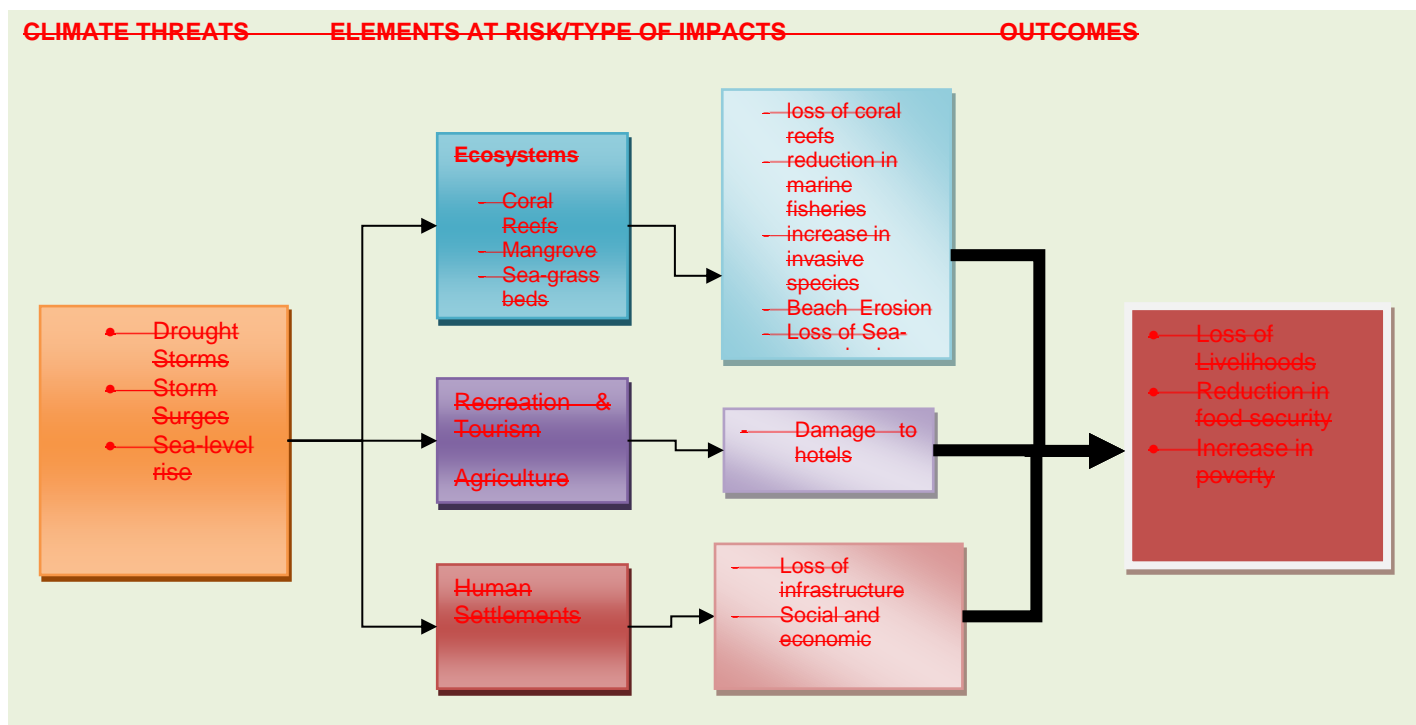 CLIMATE THREATS ELEMENTS AT RISK/TYPE OF IMPACTS OUTCOMES
• Drought
Storms
• Storm
Surges
• Sea-level
rise
Ecosystems
- Coral
Reefs
- Mangrove
- Sea-grass
beds
Recreation &
Tourism
Agriculture
Human
Settlements
- loss of coral
reefs
- reduction in
marine
fisheries
- increase in
invasive
species
- Beach Erosion
- Loss of Sea-
- Damage to
hotels
- Loss of
infrastructure
- Social and
economic
• Loss of
Livelihoods
• Reduction in
food security
• Increase in
poverty